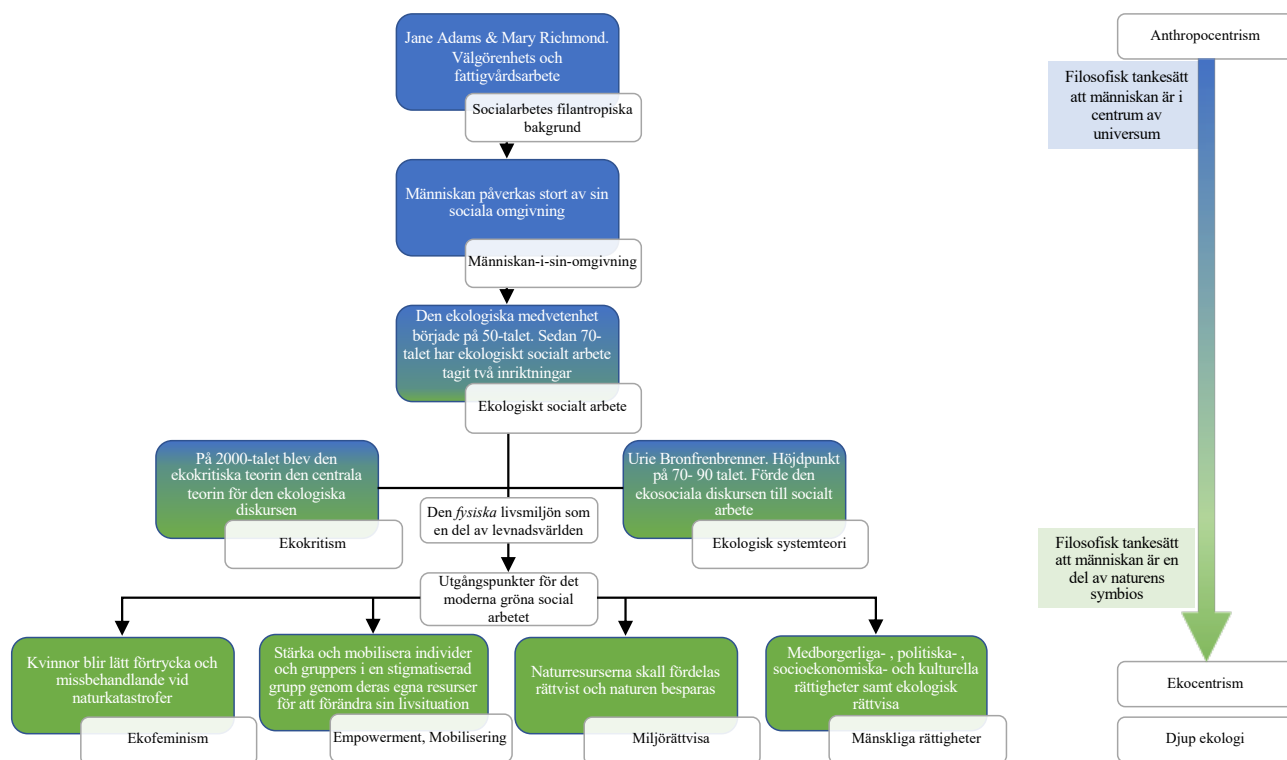 Jane Adams & Mary Richmond.
Välgörenhets och
fattigvårdsarbete
Socialarbetes filantropiska
bakgrund
Människan påverkas stort av sin
sociala omgivning
Människan-i-sin-omgivning
Den ekologiska medvetenhet
började på 50-talet. Sedan 70-
talet har ekologiskt socialt arbete
tagit två inriktningar
Ekologiskt socialt arbete
På 2000-talet blev den
ekokritiska teorin den centrala
teorin för den ekologiska
diskursen
Ekokritism
Urie Bronfrenbrenner. Höjdpunkt
på 70- 90 talet. Förde den
ekosociala diskursen till socialt
arbete
Ekologisk systemteori
Den fysiska livsmiljön som
en del av levnadsvärlden
Utgångspunkter för det
moderna gröna social
arbetet
Kvinnor blir lätt förtrycka och
missbehandlande vid
naturkatastrofer
Ekofeminism
Stärka och mobilisera individer
och gruppers i en stigmatiserad
grupp genom deras egna resurser
för att förändra sin livsituation
Empowerment, Mobilisering
Naturresurserna skall fördelas
rättvist och naturen besparas
Miljörättvisa
Medborgerliga- , politiska- ,
socioekonomiska- och kulturella
rättigheter samt ekologisk
rättvisa
Mänskliga rättigheter
Anthropocentrism
Filosofisk tankesätt
att människan är i
centrum av
universum
Filosofisk tankesätt
att människan är en
del av naturens
symbios
Ekocentrism
Djup ekologi